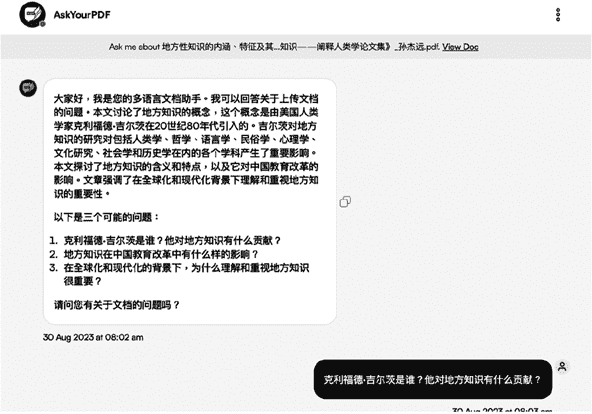 AskYourPDF
Ask me about 地方性知识的内涵、特征及其...知识——阐释人类学论文集》_孙杰远.pdf. View Doc
大家好，我是您的多语言文档助手。我可以回答关于上传文档
的问题。本文讨论了地方知识的概念，这个概念是由美国人类
学家克利福德·吉尔茨在20世纪80年代引入的。吉尔茨对地方
知识的研究对包括人类学、哲学、语言学、民俗学、心理学、
文化研究、社会学和历史学在内的各个学科产生了重要影响。
本文探讨了地方知识的含义和特点，以及它对中国教育改革的
影响。文章强调了在全球化和现代化背景下理解和重视地方知
识的重要性。
以下是三个可能的问题：
1. 克利福德·吉尔茨是谁？他对地方知识有什么贡献？
2. 地方知识在中国教育改革中有什么样的影响？
3. 在全球化和现代化的背景下，为什么理解和重视地方知识
很重要？
请问您有关于文档的问题吗？
30 Aug 2023 at 08:02 am
克利福德·吉尔茨是谁？他对地方知识有什么贡献？
30 Aug 2023 at 08:03 am